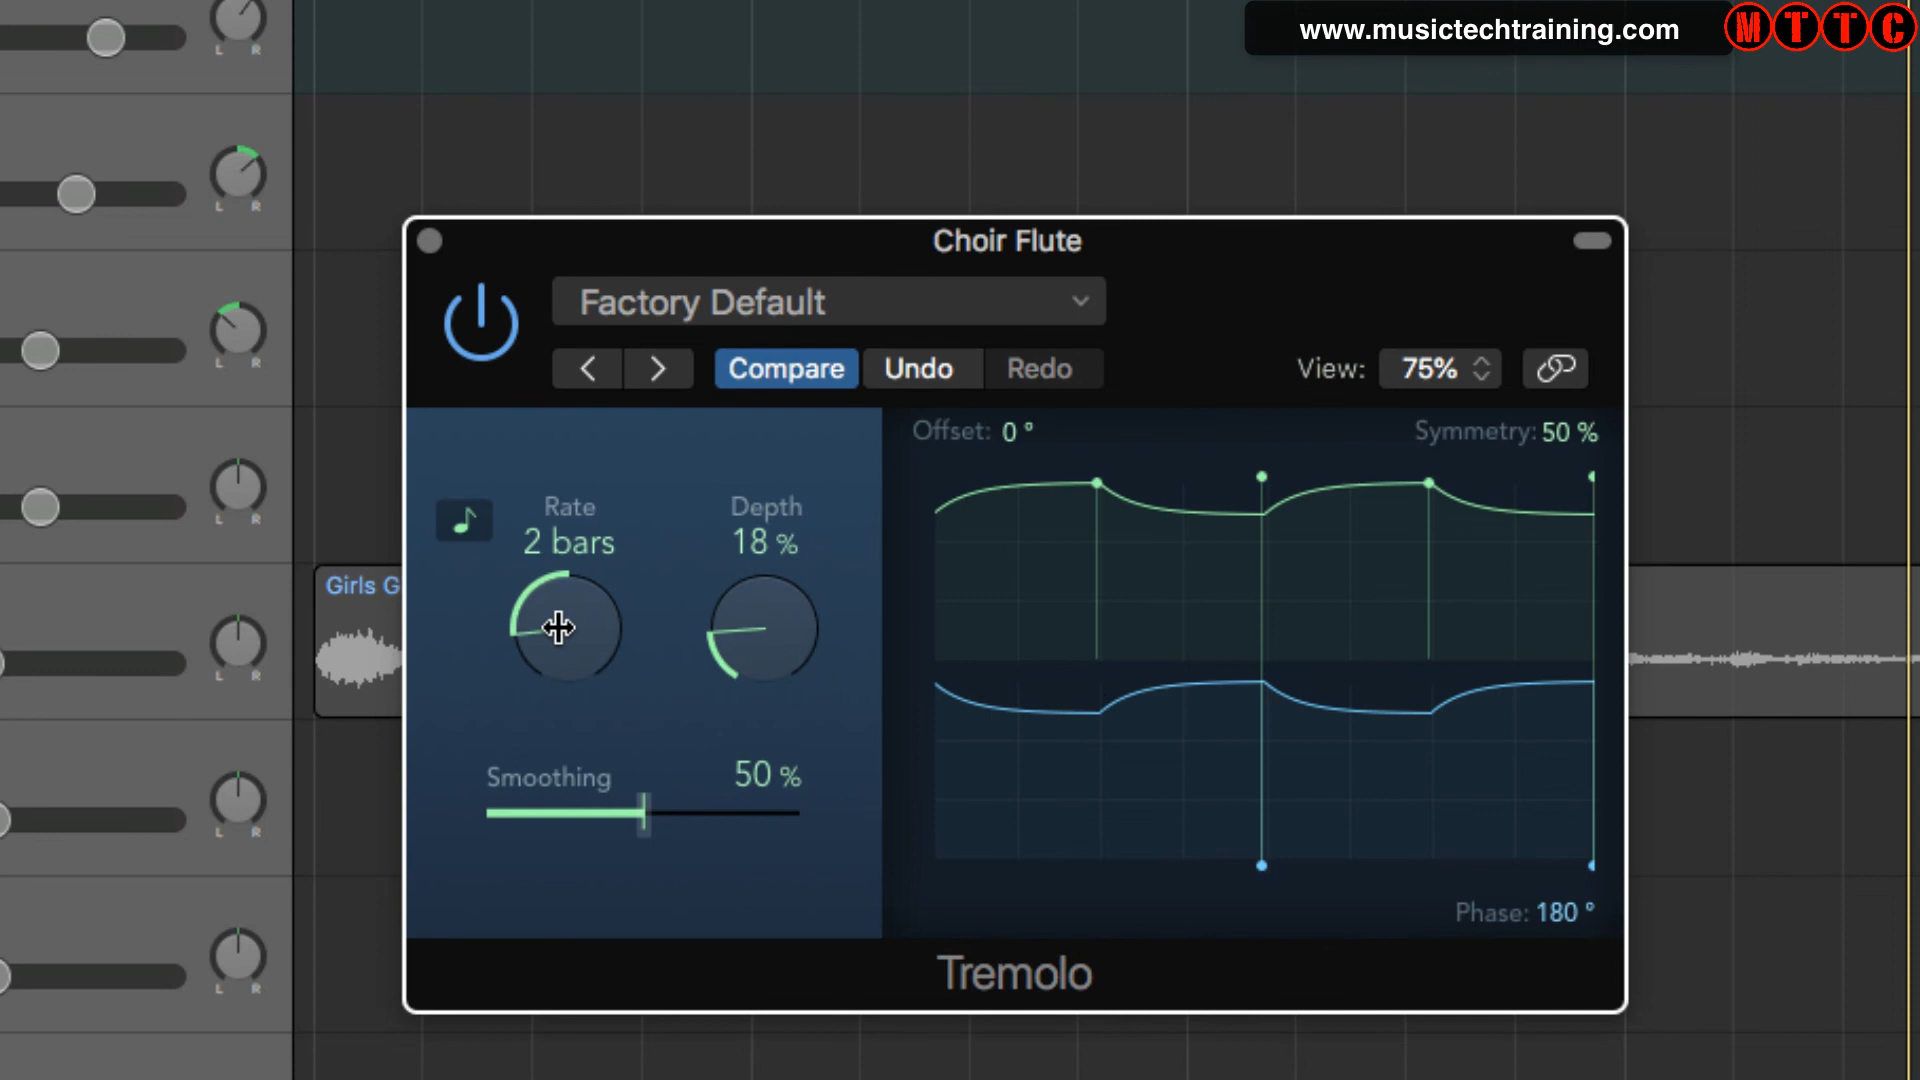 www.musictechtraining.com
MTTC
L R
L R
L R
L R
L R
L R
L R
Girls G
Choir Flute
Factory Default
Compare
Undo
Redo
View:
75%
Offset: 0 °
Symmetry: 50 %
Rate
2 bars
Depth
18 %
Smoothing
50 %
Phase: 180 °
Tremolo